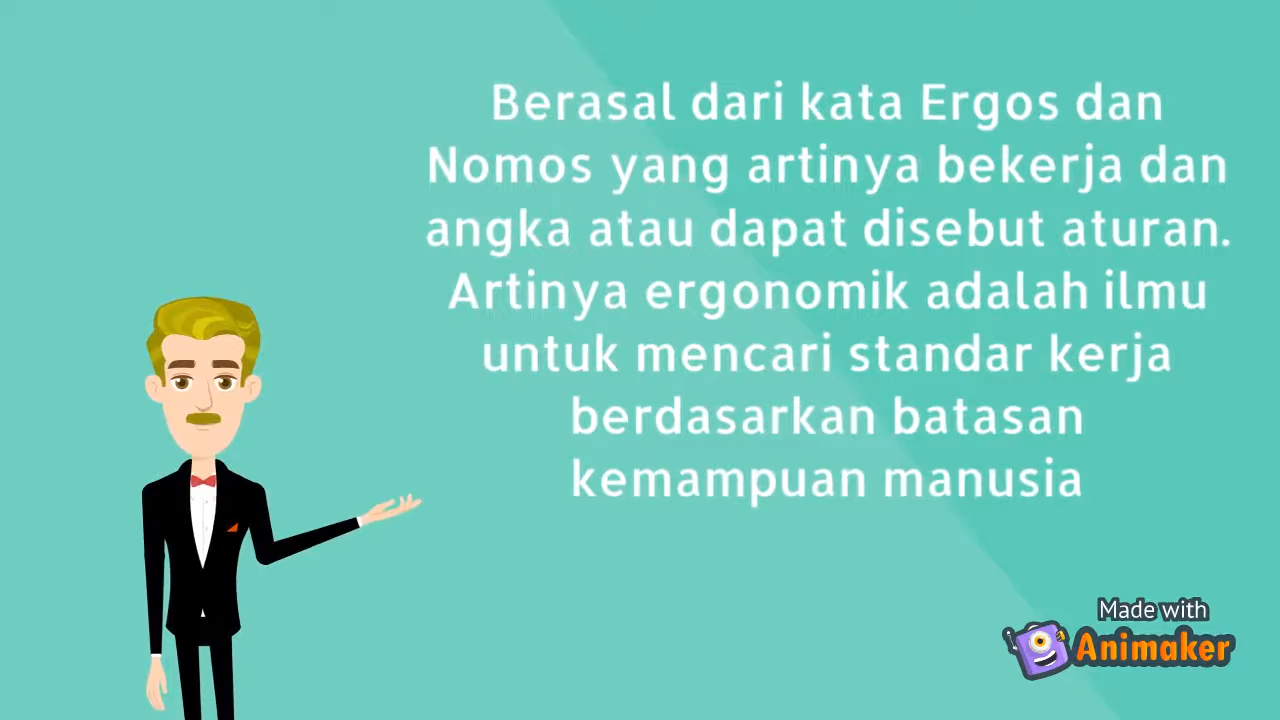 Berasal dari kata Ergos dan
Nomos yang artinya bekerja dan
angka atau dapat disebut aturan.
Artinya ergonomik adalah ilmu
untuk mencari standar kerja
berdasarkan batasan
kemampuan manusia
Made with
Animaker